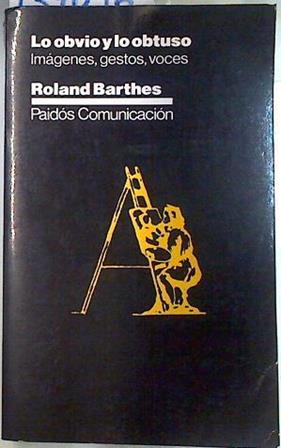 Lo obvio y lo obtuso
Imágenes, gestos, voces
Roland Barthes
Paidós Comunicación